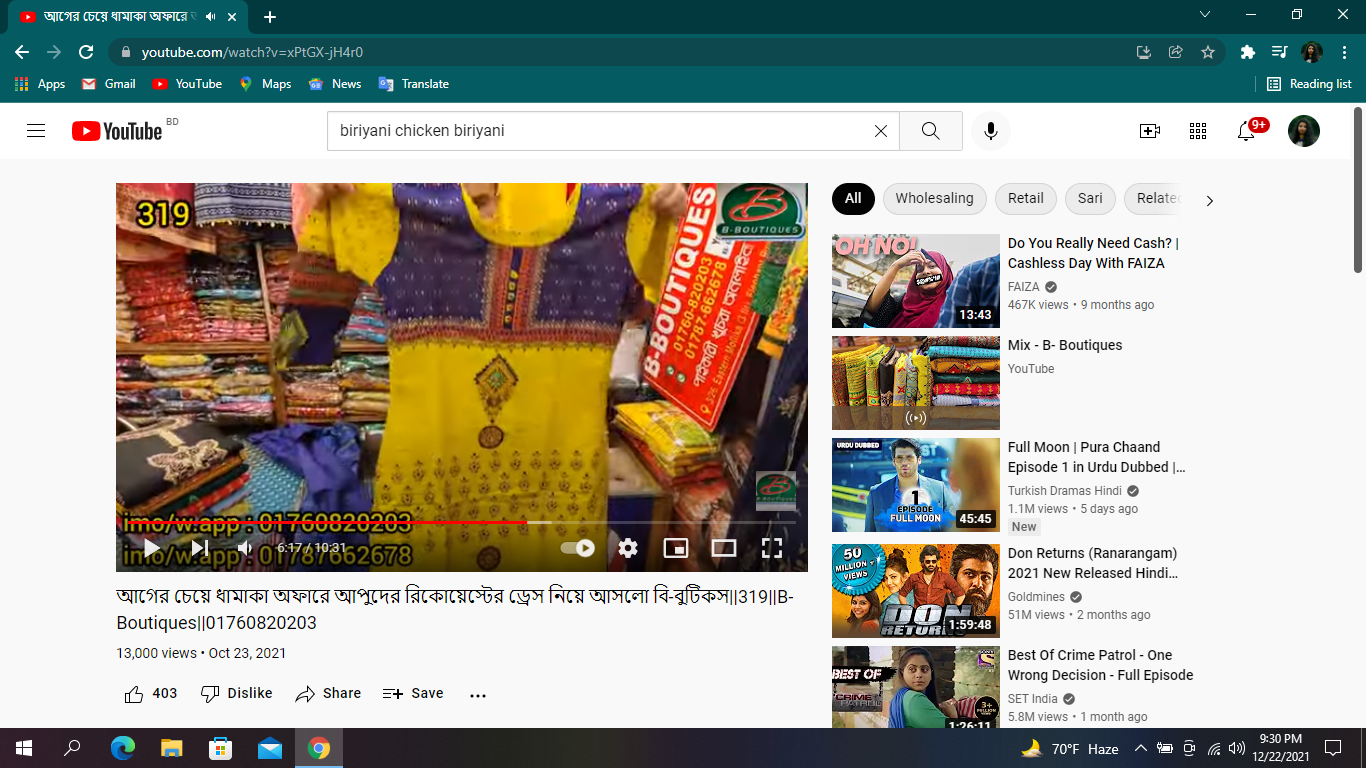 আগের চেয়ে ধামাকা অফারে
youtube.com/watch?v=xPtGX-jH4r0
Apps
Gmail
YouTube
Maps
News
Translate
Reading list
YouTube BD
biriyani chicken biriyani
9+
319
B-BOUTIQUES
B-BOUTIQUES
01760-820203
01787-662678
পাইকারী খুচরা
imo/w.app : 01760820203
imo/w.app : 01787662678
6:17 / 10:31
আগের চেয়ে ধামাকা অফারে আপুদের রিকোয়েস্টের ড্রেস নিয়ে আসলো বি-বুটিকস||319||B-
Boutiques||01760820203
13,000 views • Oct 23, 2021
403
Dislike
Share
Save
All
Wholesaling
Retail
Sari
Related
OH NO!
13:43
Do You Really Need Cash? |
Cashless Day With FAIZA
FAIZA
467K views • 9 months ago
Mix - B- Boutiques
YouTube
URDU DUBBED
1
EPISODE
FULL MOON
45:45
Full Moon | Pura Chaand
Episode 1 in Urdu Dubbed |...
Turkish Dramas Hindi
1.1M views • 5 days ago
New
50
MILLION+
VIEWS
DON
RETURNS
1:59:48
Don Returns (Ranarangam)
2021 New Released Hindi...
Goldmines
51M views • 2 months ago
BEST OF
CRIME
PATROL
SONY
3+
MILLION
VIEWS
1:26:11
Best Of Crime Patrol - One
Wrong Decision - Full Episode
SET India
5.8M views • 1 month ago
70°F Haze
9:30 PM
12/22/2021